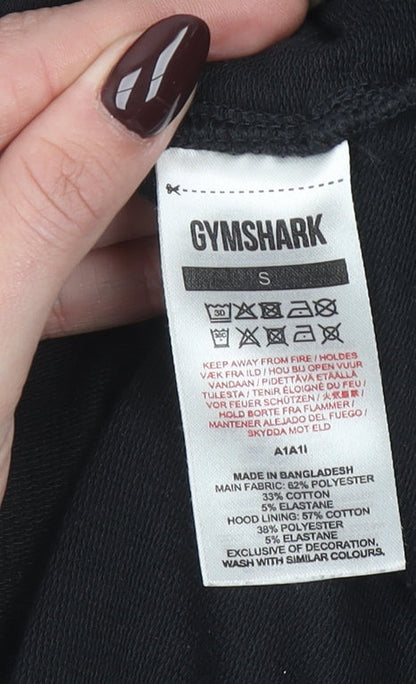 GYMSHARK
S
30
30C
KEEP AWAY FROM FIRE / HOLDES
VÆK FRA ILD / HOU BIJ OPEN VUUR
VANDAAN / PIDETTÄVÄ ETÄÄLLÄ
TULESTA / TENIR ÉLOIGNÉ DU FEU /
VOR FEUER SCHÜTZEN / 火気厳禁 /
HOLD BORTE FRA FLAMMER /
MANTENER ALEJADO DEL FUEGO /
SKYDDA MOT ELD
A1A1I
MADE IN BANGLADESH
MAIN FABRIC: 62% POLYESTER
33% COTTON
5% ELASTANE
HOOD LINING: 57% COTTON
38% POLYESTER
5% ELASTANE
EXCLUSIVE OF DECORATION.
WASH WITH SIMILAR COLOURS.